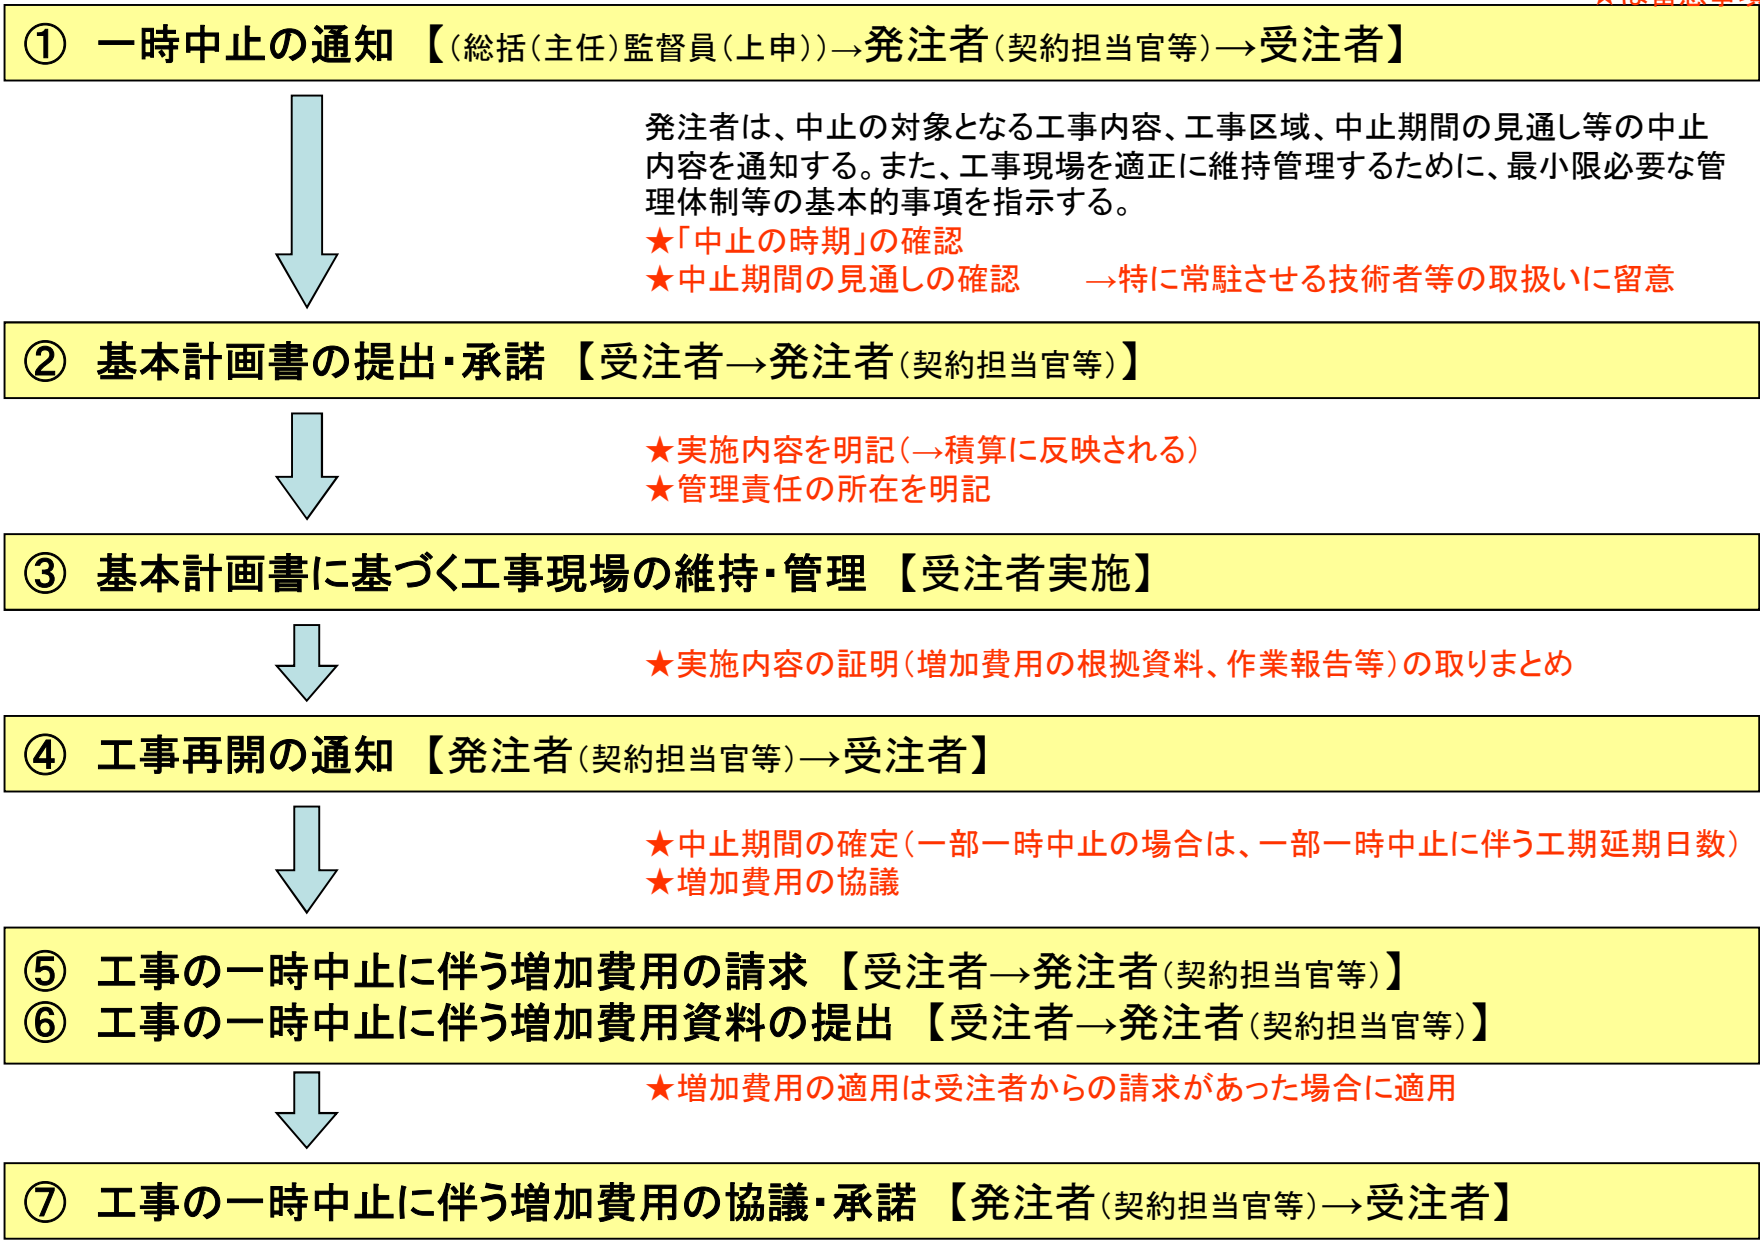 ① 一時中止の通知 【（総括（主任）監督員（上申））→発注者（契約担当官等）→受注者】
発注者は、中止の対象となる工事内容、工事区域、中止期間の見通し等の中止
内容を通知する。また、工事現場を適正に維持管理するために、最小限必要な管
理体制等の基本的事項を指示する。
★「中止の時期」の確認
★中止期間の見通しの確認 →特に常駐させる技術者等の取扱いに留意
② 基本計画書の提出・承諾 【受注者→発注者（契約担当官等）】
★実施内容を明記（→積算に反映される）
★管理責任の所在を明記
③ 基本計画書に基づく工事現場の維持・管理 【受注者実施】
★実施内容の証明（増加費用の根拠資料、作業報告等）の取りまとめ
④ 工事再開の通知 【発注者（契約担当官等）→受注者】
★中止期間の確定（一部一時中止の場合は、一部一時中止に伴う工期延期日数）
★増加費用の協議
⑤ 工事の一時中止に伴う増加費用の請求 【受注者→発注者（契約担当官等）】
⑥ 工事の一時中止に伴う増加費用資料の提出 【受注者→発注者（契約担当官等）】
★増加費用の適用は受注者からの請求があった場合に適用
⑦ 工事の一時中止に伴う増加費用の協議・承諾 【発注者（契約担当官等）→受注者】